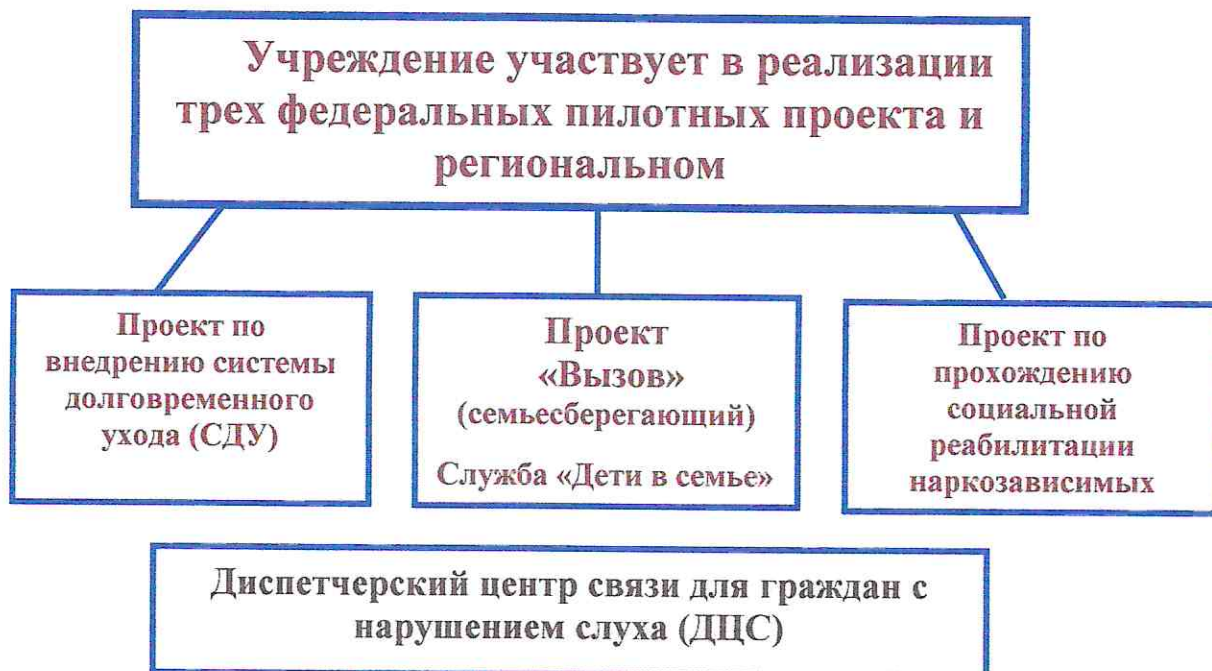 Учреждение участвует в реализации
трех федеральных пилотных проекта и
региональном
Проект по
внедрению системы
долговременного
ухода (СДУ)
Проект
«Вызов»
(семьесберегающий)
Служба «Дети в семье»
Проект по
прохождению
социальной
реабилитации
наркозависимых
Диспетчерский центр связи для граждан с
нарушением слуха (ДЦС)